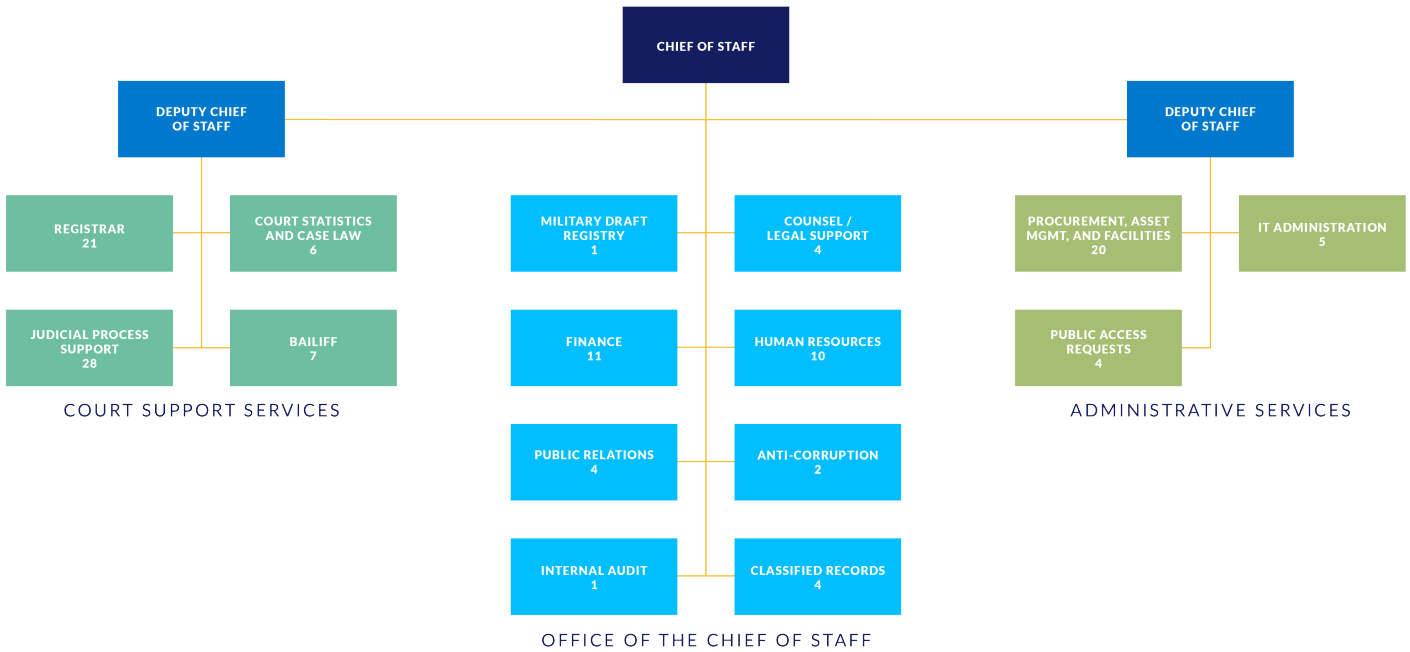 CHIEF OF STAFF
DEPUTY CHIEF
OF STAFF
DEPUTY CHIEF
OF STAFF
REGISTRAR
21
COURT STATISTICS
AND CASE LAW
6
JUDICIAL PROCESS
SUPPORT
28
BAILIFF
7
COURT SUPPORT SERVICES
MILITARY DRAFT
REGISTRY
1
COUNSEL /
LEGAL SUPPORT
4
FINANCE
11
HUMAN RESOURCES
10
PUBLIC RELATIONS
4
ANTI-CORRUPTION
2
INTERNAL AUDIT
1
CLASSIFIED RECORDS
4
OFFICE OF THE CHIEF OF STAFF
PROCUREMENT, ASSET
MGMT, AND FACILITIES
20
IT ADMINISTRATION
5
PUBLIC ACCESS
REQUESTS
4
ADMINISTRATIVE SERVICES